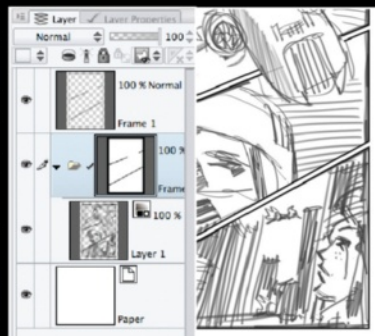 Layer Layer Properties
Normal 100
100 % Normal
Frame 1
100 %
Frame
100 %
Layer 1
Paper